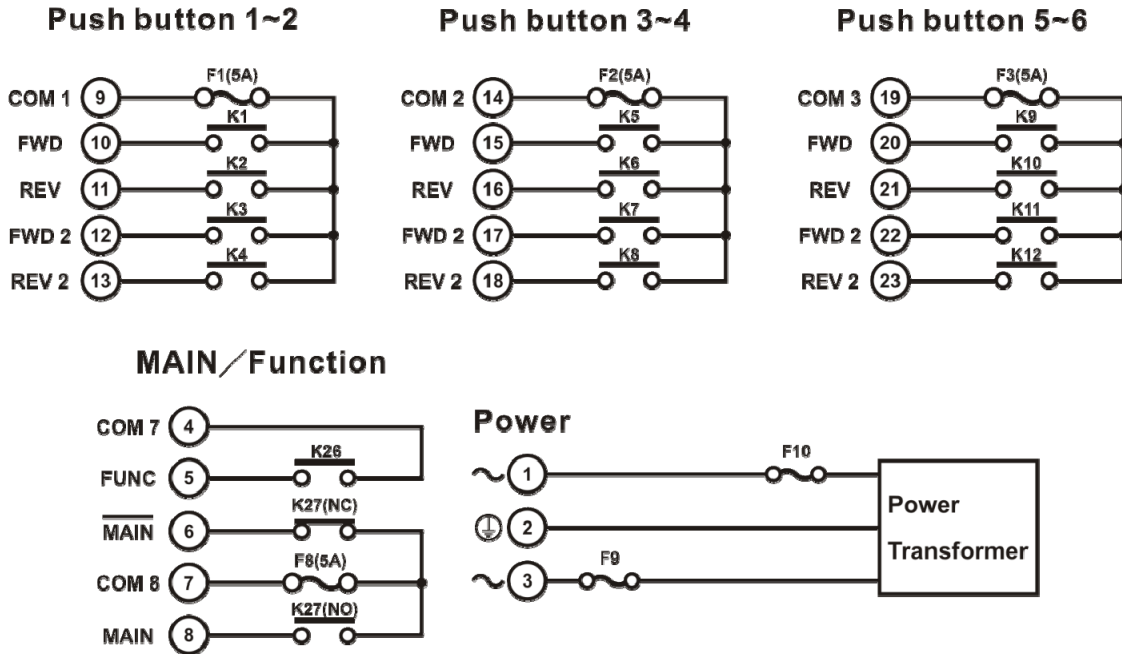 Push button 1~2
COM 1 9 F1(5A)
FWD 10 K1
REV 11 K2
FWD 2 12 K3
REV 2 13 K4
Push button 3~4
COM 2 14 F2(5A)
FWD 15 K5
REV 16 K6
FWD 2 17 K7
REV 2 18 K8
Push button 5~6
COM 3 19 F3(5A)
FWD 20 K9
REV 21 K10
FWD 2 22 K11
REV 2 23 K12
MAIN／Function
COM 7 4
FUNC 5 K26
MAIN 6 K27(NC)
COM 8 7 F8(5A)
MAIN 8 K27(NO)
Power
~ 1 F10
2
~ 3 F9
Power
Transformer